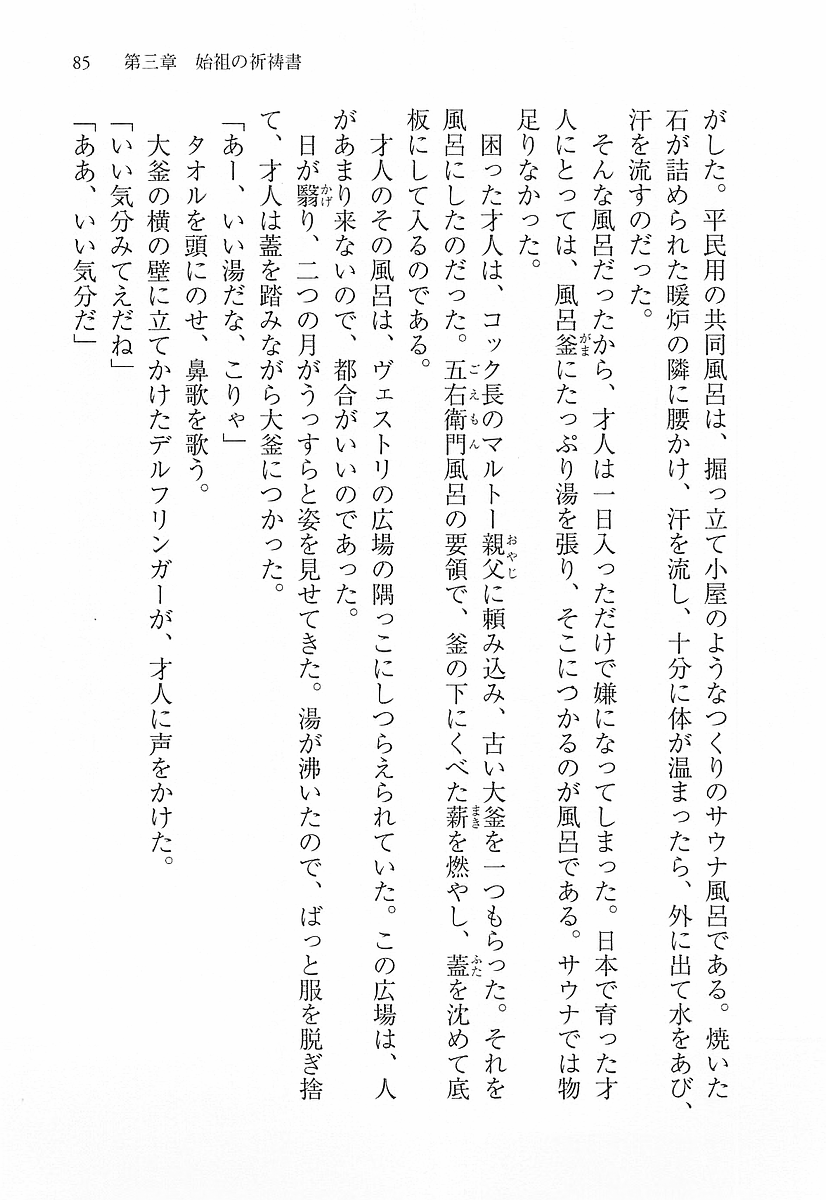 85　第三章　始祖の祈祷書
がした。平民用の共同風呂は、掘っ立て小屋のようなつくりのサウナ風呂である。焼いた
石が詰められた暖炉の隣に腰かけ、汗を流し、十分に体が温まったら、外に出て水をあび、
汗を流すのだった。
　そんな風呂だったから、才人は一日入っただけで嫌になってしまった。日本で育った才
人にとっては、風呂釜にたっぷり湯を張り、そこにつかるのが風呂である。サウナでは物
足りなかった。
　困った才人は、コック長のマルトー親父に頼み込み、古い大釜を一つもらった。それを
風呂にしたのだった。五右衛門風呂の要領で、釜の下にくべた薪を燃やし、蓋を沈めて底
板にして入るのである。
　才人のその風呂は、ヴェストリの広場の隅っこにしつらえられていた。この広場は、人
があまり来ないので、都合がいいのであった。
　日が翳り、二つの月がうっすらと姿を見せてきた。湯が沸いたので、ばっと服を脱ぎ捨
て、才人は蓋を踏みながら大釜につかった。
「あー、いい湯だな、こりゃ」
　タオルを頭にのせ、鼻歌を歌う。
　大釜の横の壁に立てかけたデルフリンガーが、才人に声をかけた。
「いい気分みてえだね」
「ああ、いい気分だ」